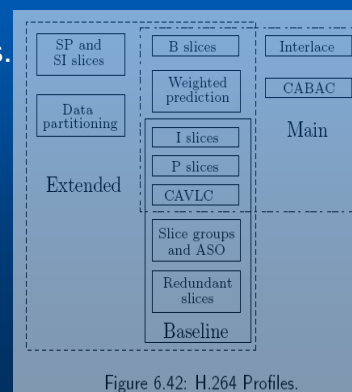 s.
SP and
SI slices
Data
partitioning
Extended
B slices
Weighted
prediction
I slices
P slices
CAVLC
Slice groups
and ASO
Redundant
slices
Baseline
Interlace
CABAC
Main
Figure 6.42: H.264 Profiles.